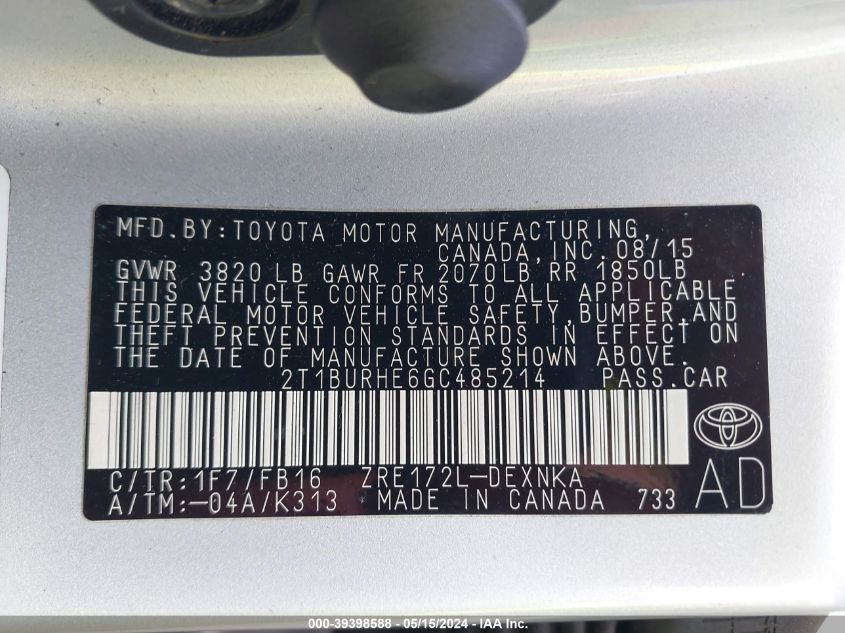 MFD.BY:TOYOTA MOTOR MANUFACTURING,
CANADA,INC.08/15
GVWR 3820 LB GAWR FR 2070LB RR 1850LB
THIS VEHICLE CONFORMS TO ALL APPLICABLE
FEDERAL MOTOR VEHICLE SAFETY,BUMPER,AND
THEFT PREVENTION STANDARDS IN EFFECT ON
THE DATE OF MANUFACTURE SHOWN ABOVE.
2T1BURHE6GC485214 PASS.CAR
C/TR:1F7/FB16 ZRE172L-DEXNKA
A/TM:-04A/K313 MADE IN CANADA 733
AD
000-39398588 - 05/15/2024 - IAA Inc.